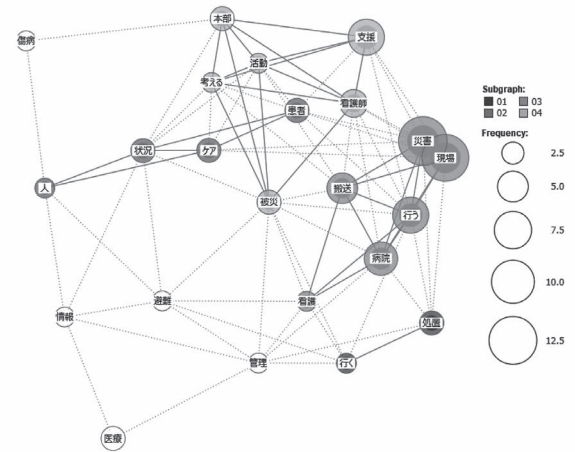 本部
支援
傷病
活動
考える
看護師
患者
災害
状況
ケア
現場
人
搬送
被災
行う
病院
避難
看護
情報
処置
管理
行く
医療
Subgraph:
01 03
02 04
Frequency:
2.5
5.0
7.5
10.0
12.5